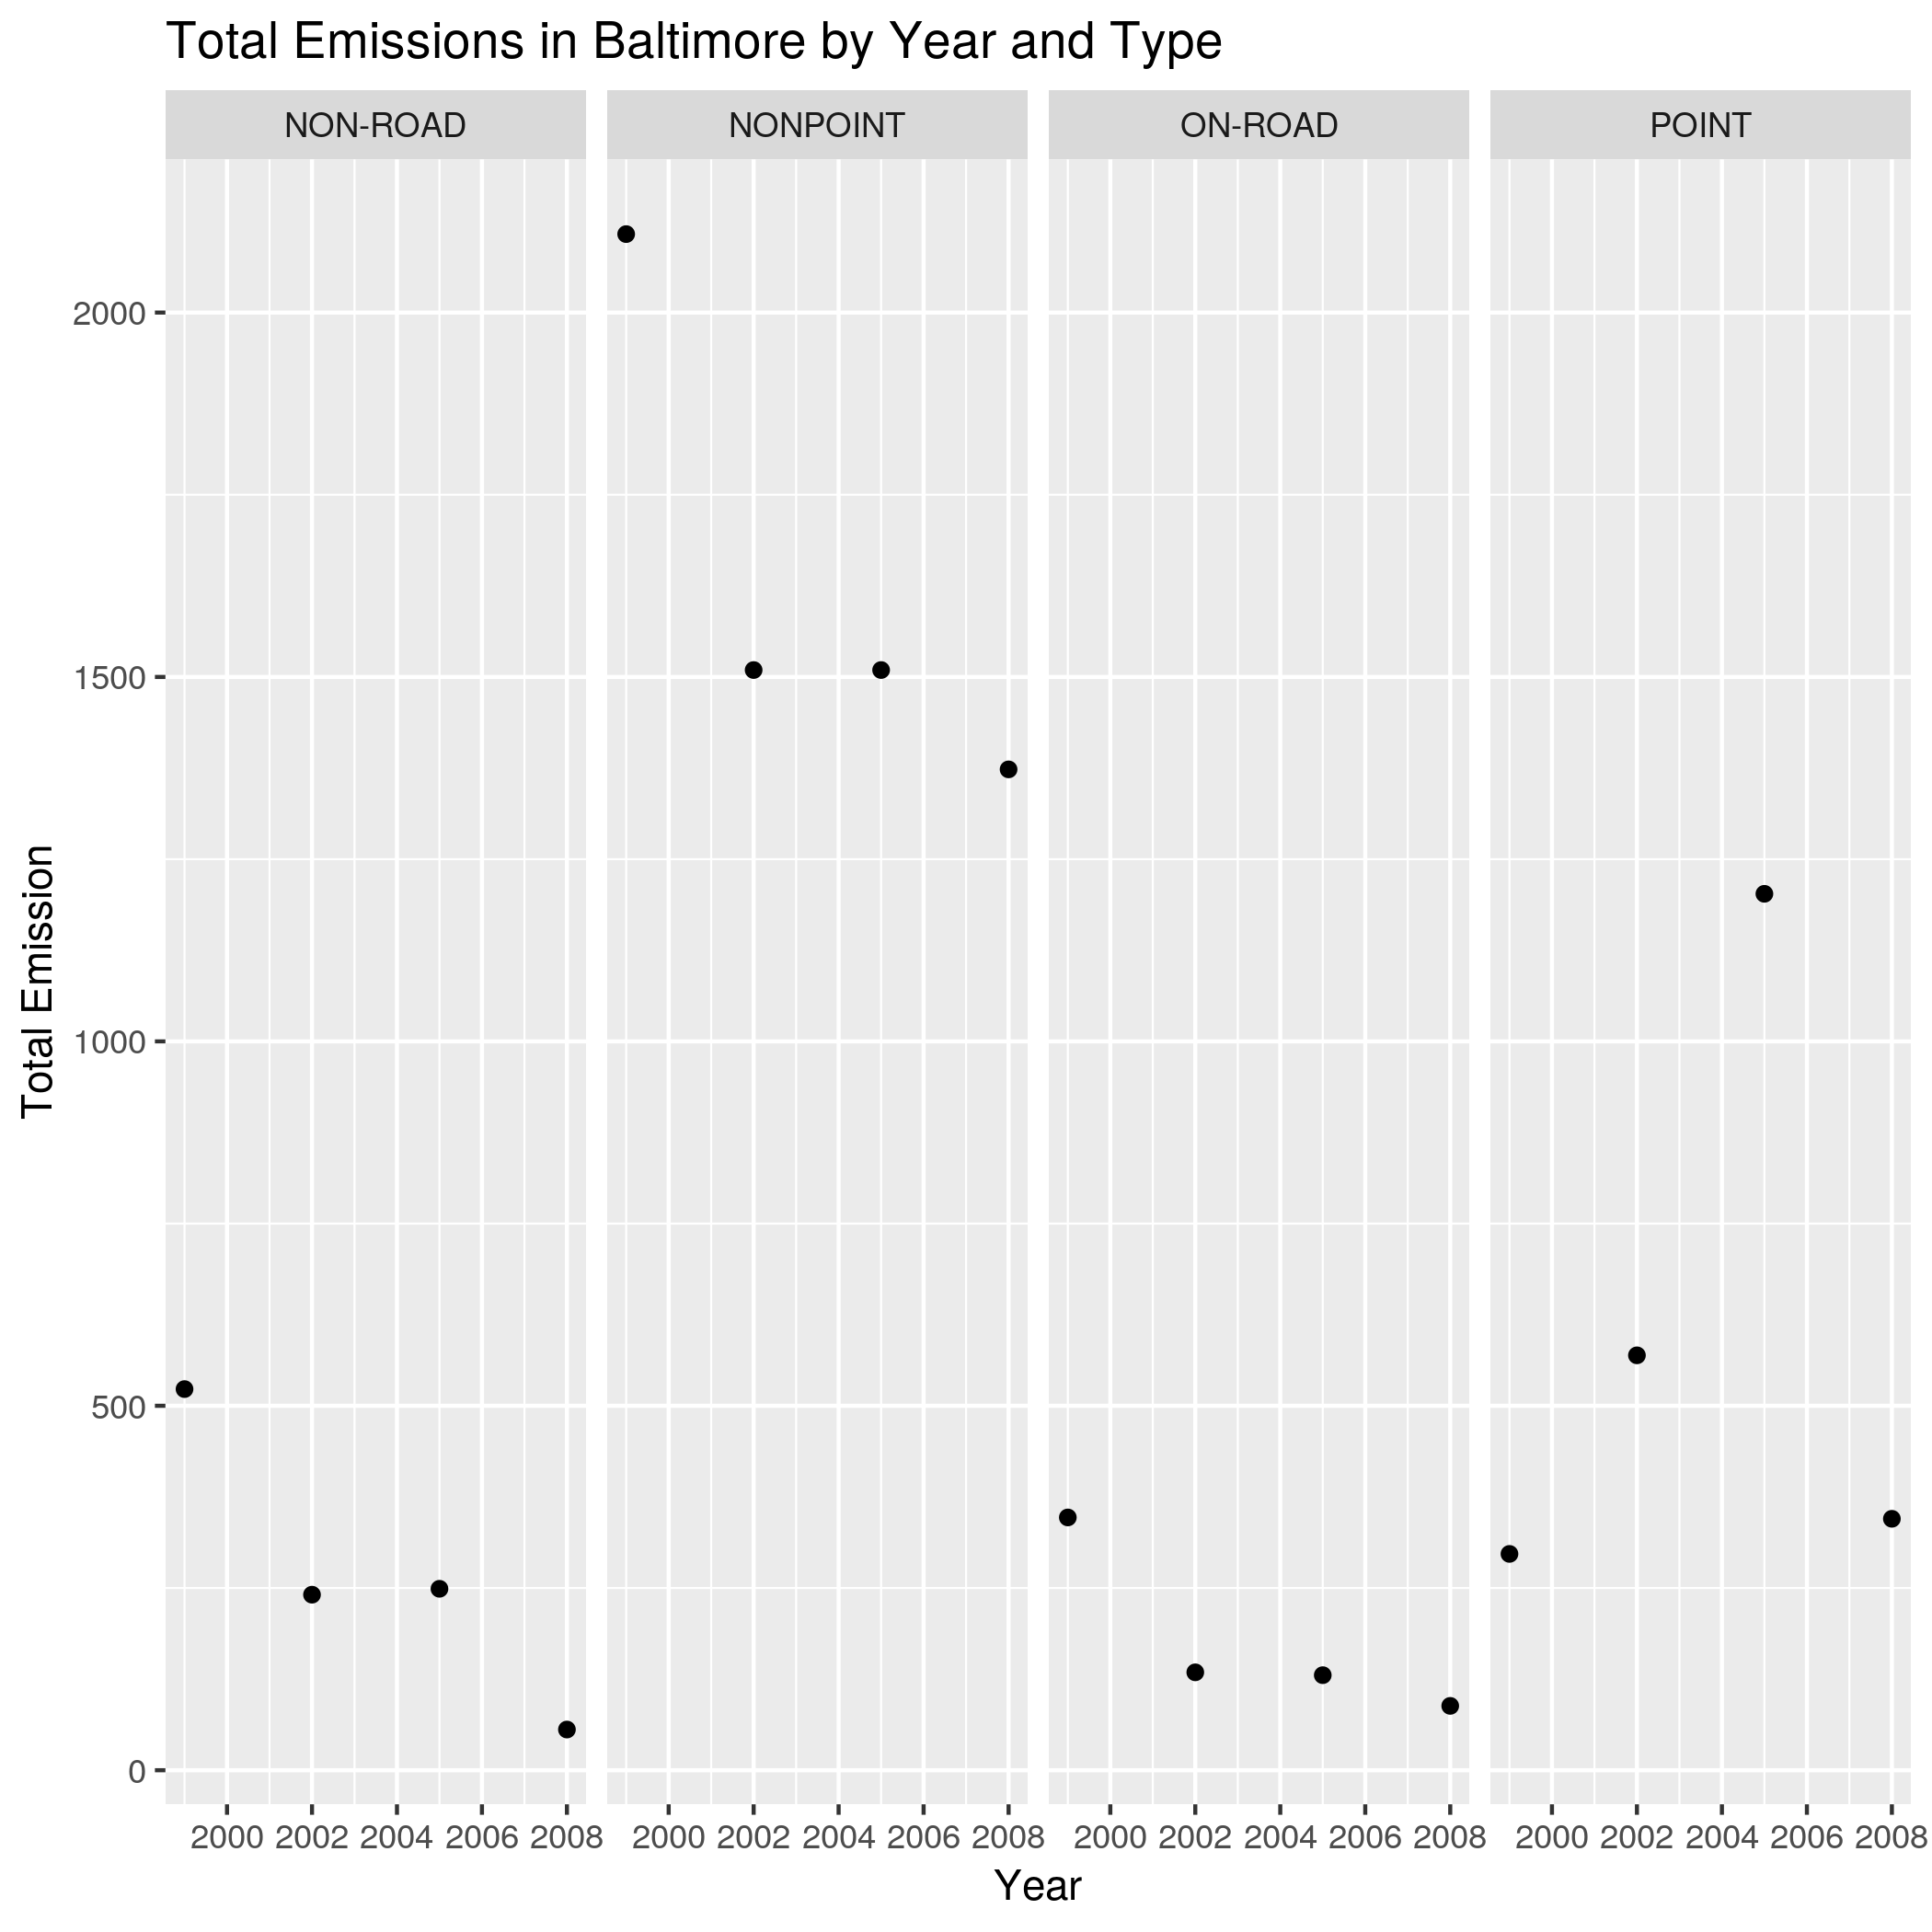 Total Emissions in Baltimore by Year and Type
NON-ROAD NONPOINT ON-ROAD POINT
Total Emission
2000
1500
1000
500
0
2000 2002 2004 2006 2008 2000 2002 2004 2006 2008 2000 2002 2004 2006 2008 2000 2002 2004 2006 2008
Year